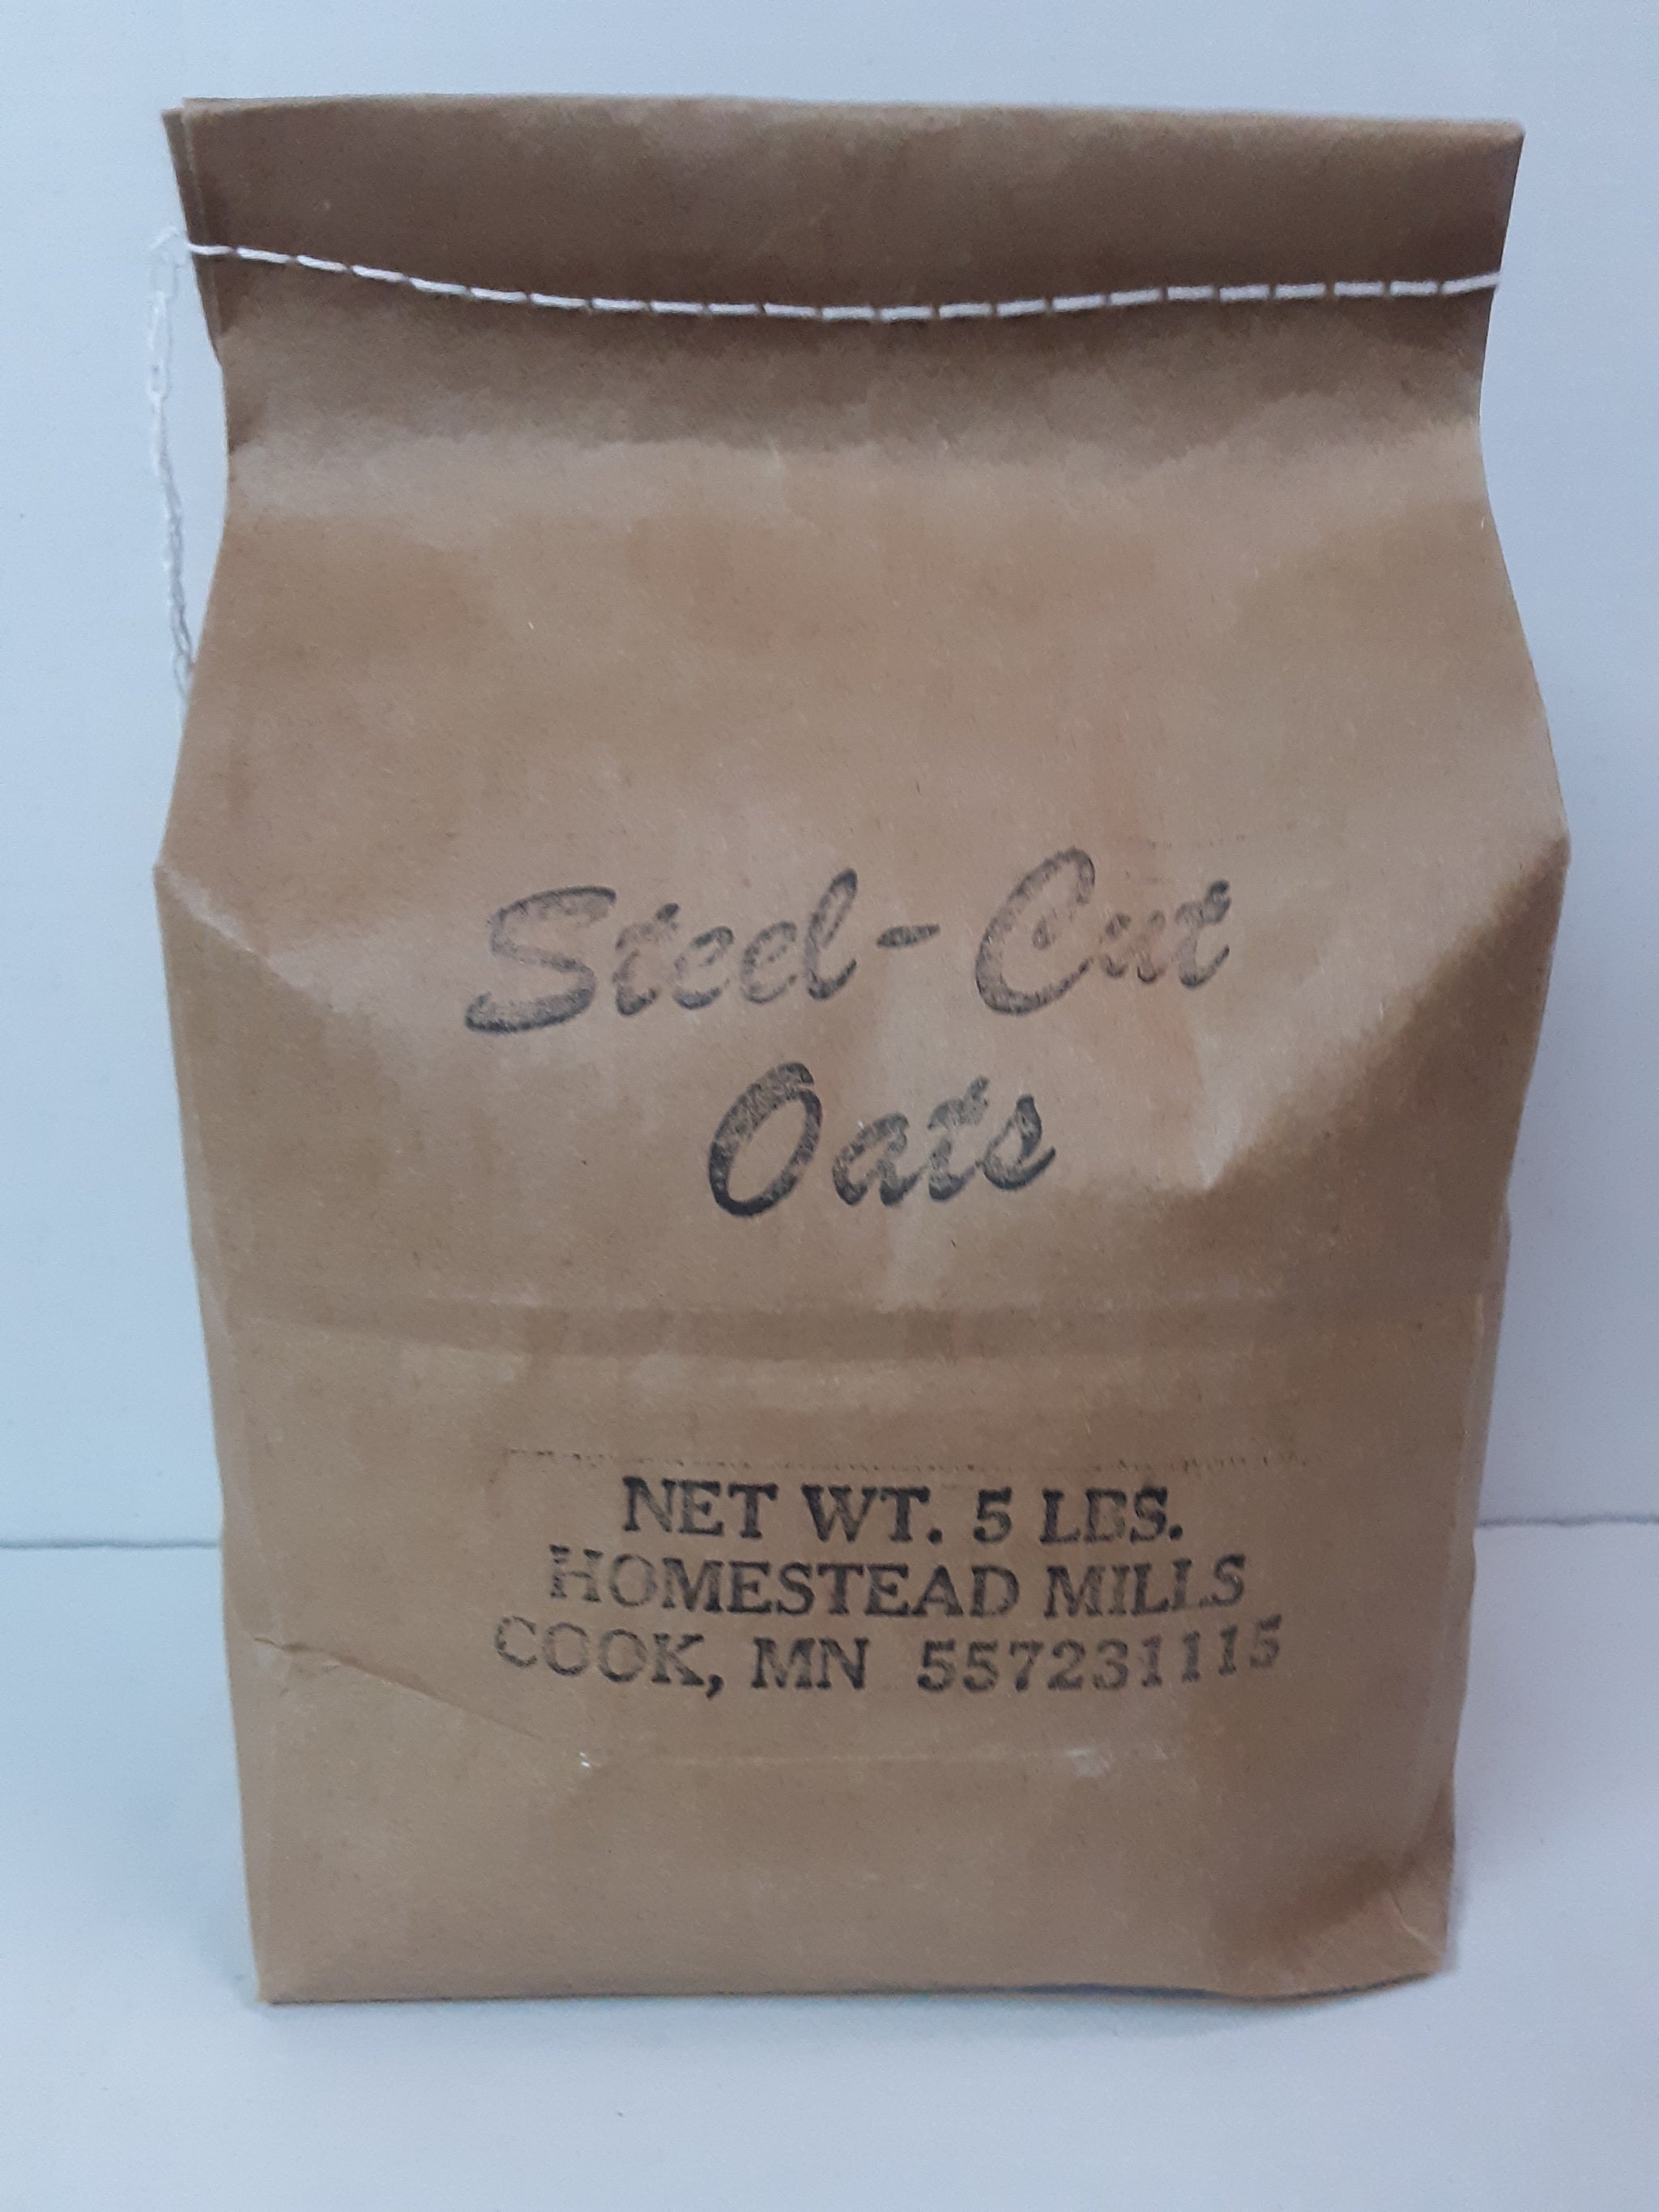 Steel-Cut
Oats
NET WT. 5 LBS.
HOMESTEAD MILLS
COOK, MN 557231115